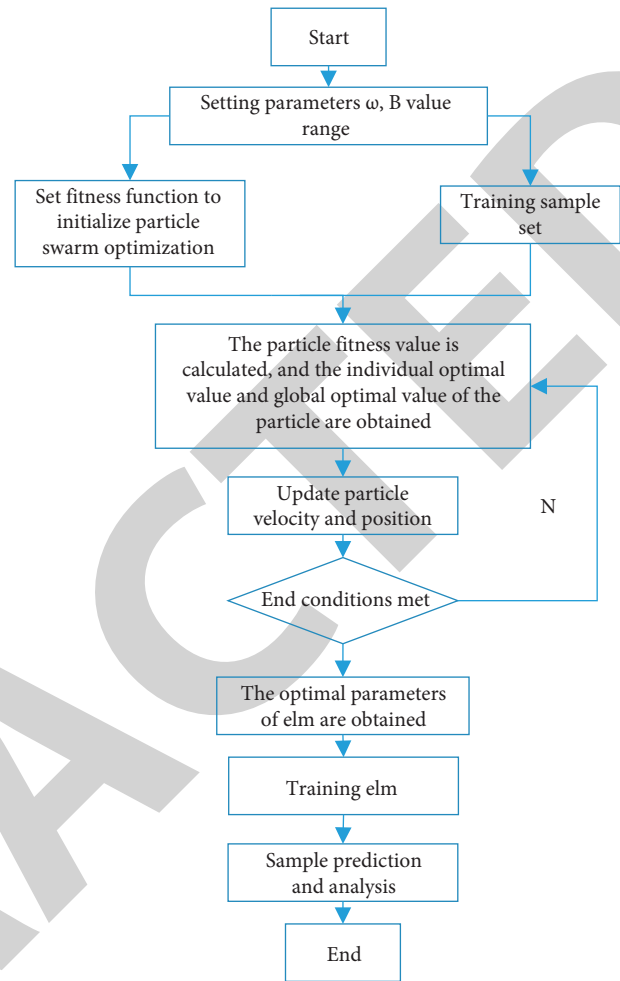 Start
Setting parameters ω, B value
range
Set fitness function to
initialize particle
swarm optimization
Training sample
set
The particle fitness value is
calculated, and the individual optimal
value and global optimal value of the
particle are obtained
Update particle
velocity and position
N
End conditions met
The optimal parameters
of elm are obtained
Training elm
Sample prediction
and analysis
End
RACTED